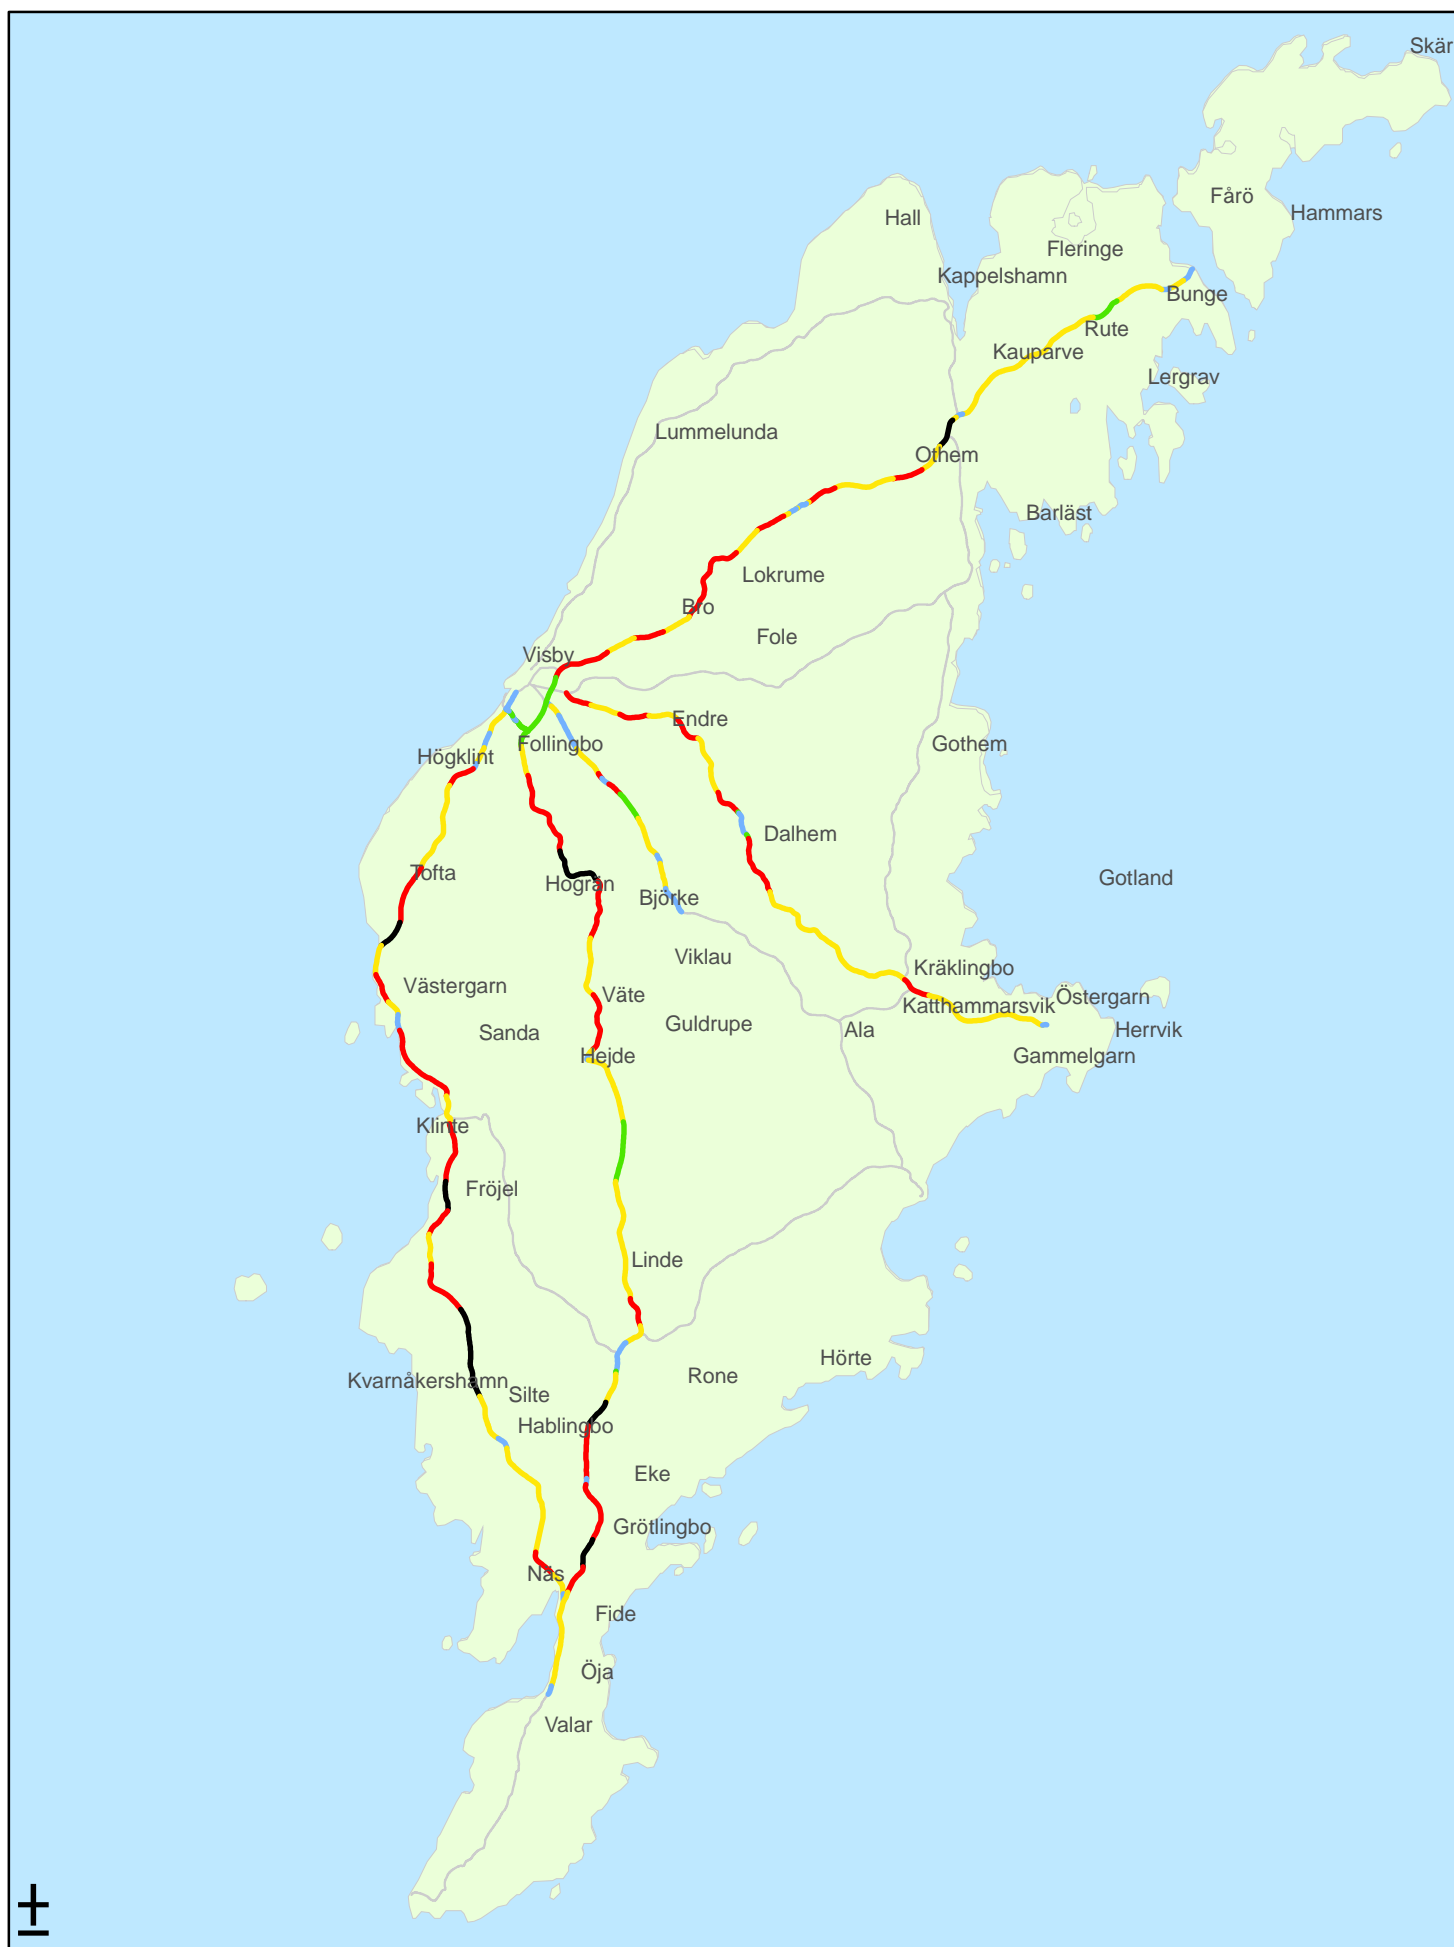 Skär
Fårö
Hammars
Hall
Fleringe
Kappelshamn
Bunge
Rute
Kauparve
Lergrav
Lummelunda
Othem
Barläst
Lokrume
Bro
Fole
Visby
Endre
Follingbo
Gothem
Högklint
Dalhem
Tofta
Hogrän
Gotland
Björke
Viklau
Kräklingbo
Västergarn
Väte
Östergarn
Katthammarsvik
Sanda
Guldrupe
Ala
Herrvik
Hejde
Gammelgarn
Klinte
Fröjel
Linde
Hörte
Rone
Kvarnåkershamn
Silte
Hablingbo
Eke
Grötlingbo
Näs
Fide
Öja
Valar